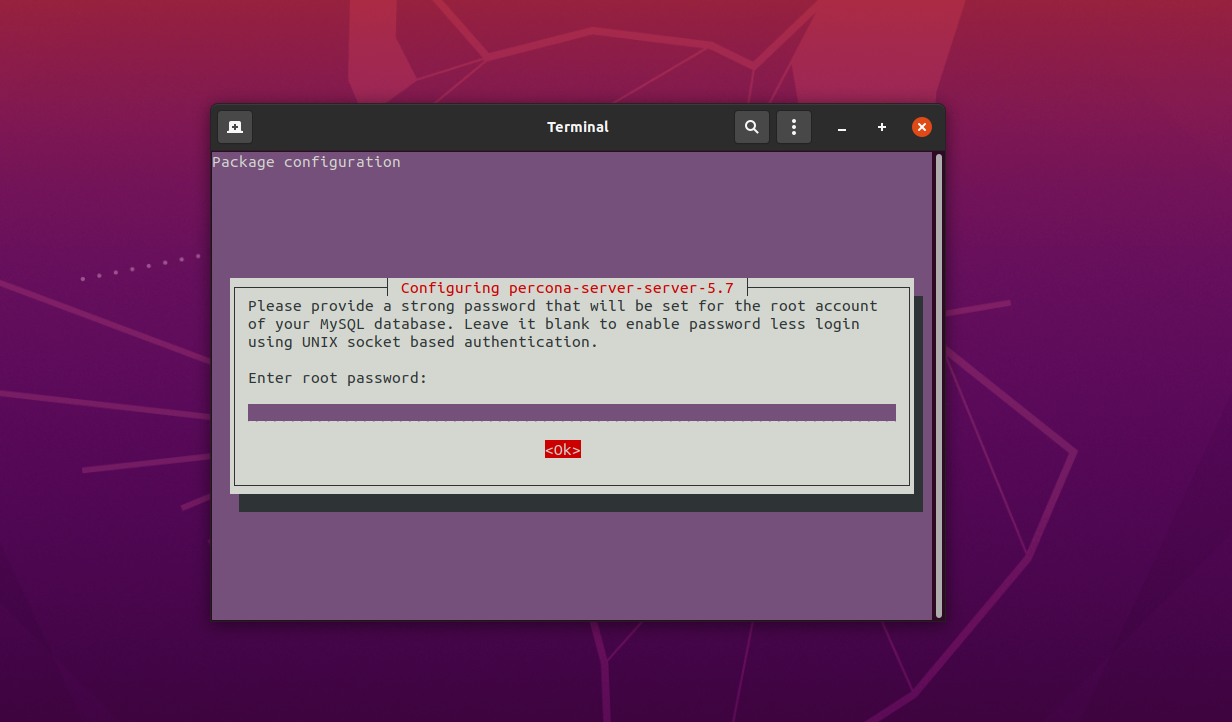 Terminal
Package configuration
Configuring percona-server-server-5.7
Please provide a strong password that will be set for the root account
of your MySQL database. Leave it blank to enable password less login
using UNIX socket based authentication.
Enter root password:
<Ok>